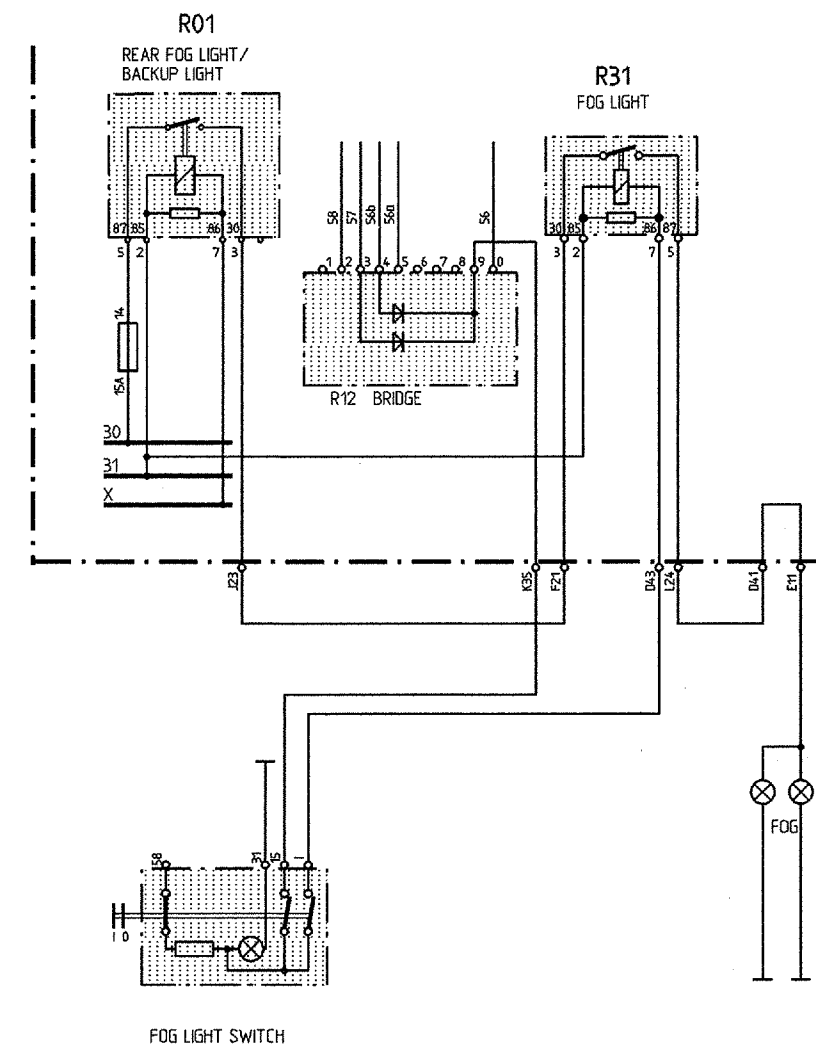 R01
REAR FOG LIGHT/
BACKUP LIGHT
R31
FOG LIGHT
87 85 86 30
5 2 7 3
58 57 56b 56a 56
1 2 3 4 5 6 7 8 9 0
30 85 86 87
3 2 7 5
14
15A
R12 BRIDGE
30
31
X
J23 K35 F21 D43 L24 D41 E11
FOG
58 31 15 1
I 0
FOG LIGHT SWITCH